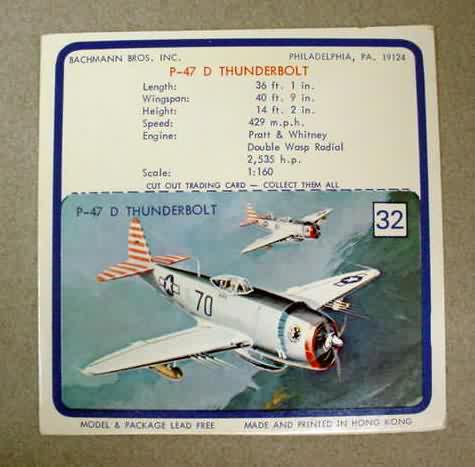 BACHMANN BROS. INC. PHILADELPHIA, PA. 19124
P-47 D THUNDERBOLT
Length: 36 ft. 1 in.
Wingspan: 40 ft. 9 in.
Height: 14 ft. 2 in.
Speed: 429 m.p.h.
Engine: Pratt & Whitney
Double Wasp Radial
2,535 h.p.
Scale: 1:160
CUT OUT TRADING CARD — COLLECT THEM ALL
P-47 D THUNDERBOLT
32
70
MODEL & PACKAGE LEAD FREE MADE AND PRINTED IN HONG KONG